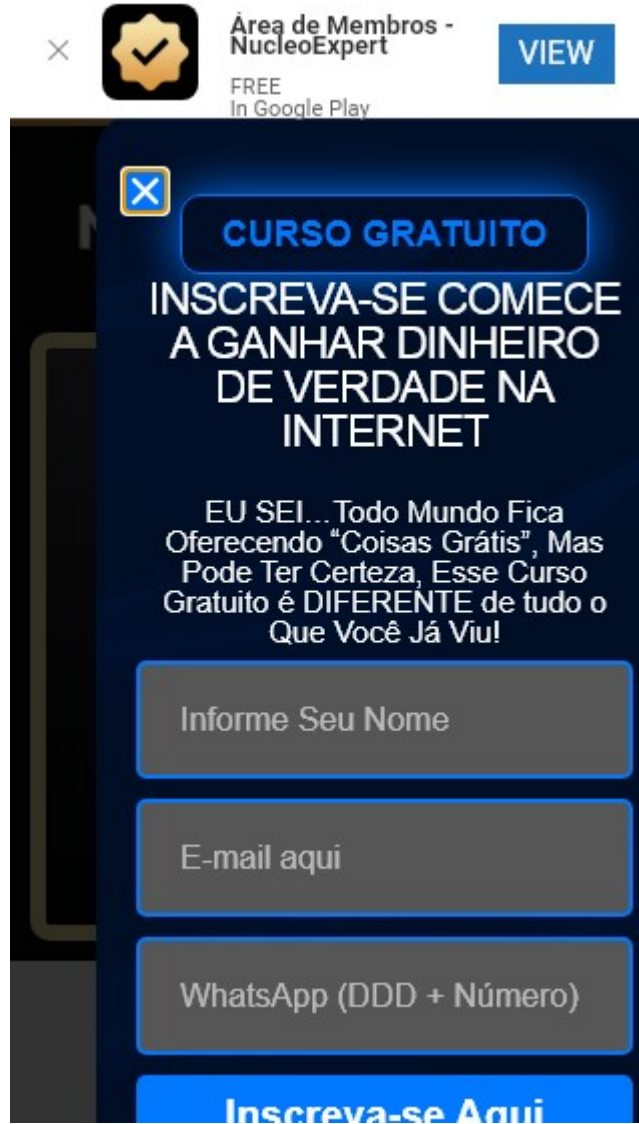 Área de Membros -
NucleoExpert
FREE
In Google Play
VIEW
CURSO GRATUITO
INSCREVA-SE COMECE
A GANHAR DINHEIRO
DE VERDADE NA
INTERNET
EU SEI...Todo Mundo Fica
Oferecendo “Coisas Grátis”, Mas
Pode Ter Certeza, Esse Curso
Gratuito é DIFERENTE de tudo o
Que Você Já Viu!
Informe Seu Nome
E-mail aqui
WhatsApp (DDD + Número)
Inscreva-se Aqui